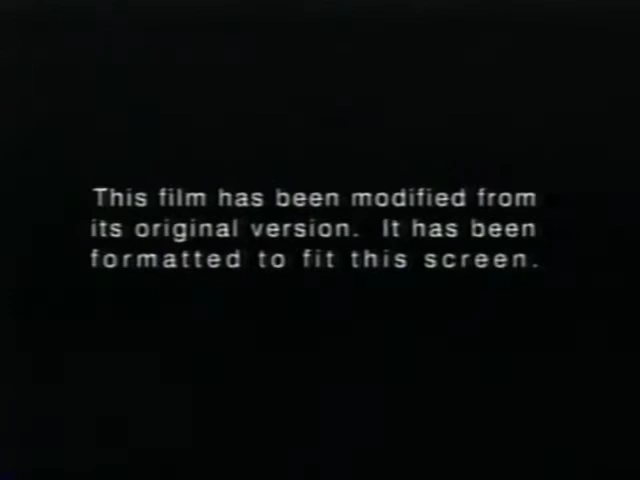 This film has been modified from
its original version. It has been
formatted to fit this screen.